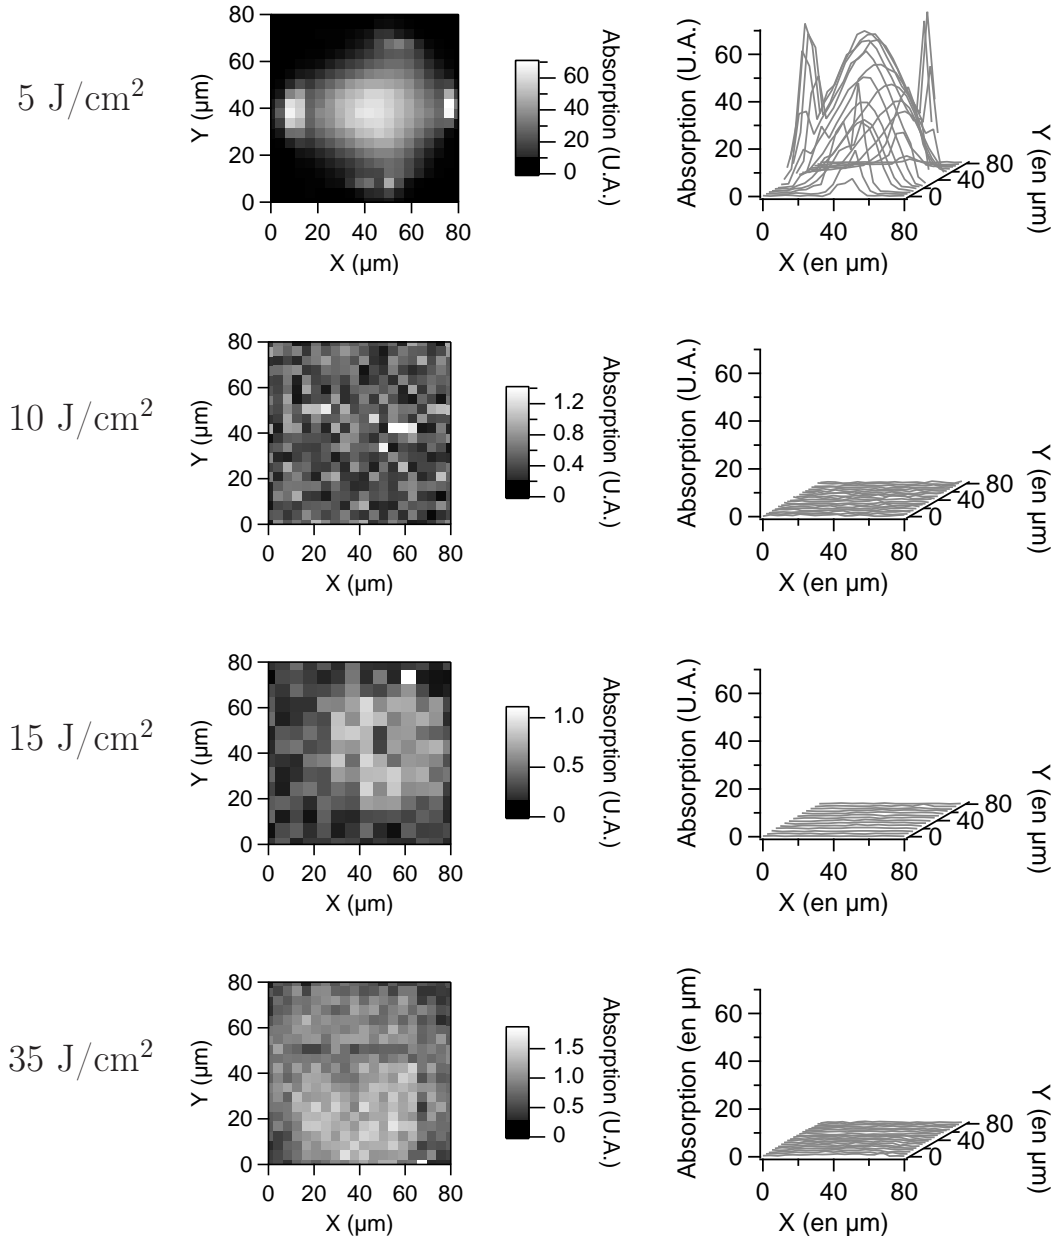 5 J/cm²
80
60
40
20
0
Y (µm)
0 20 40 60 80
X (µm)
60
40
20
0
Absorption (U.A.)
60
40
20
0
Absorption (U.A.)
0 40 80
X (en µm)
80
40
0
Y (en µm)
10 J/cm²
80
60
40
20
0
Y (µm)
0 20 40 60 80
X (µm)
1.2
0.8
0.4
0
Absorption (U.A.)
60
40
20
0
Absorption (U.A.)
0 40 80
X (en µm)
80
40
0
Y (en µm)
15 J/cm²
80
60
40
20
0
Y (µm)
0 20 40 60 80
X (µm)
1.0
0.5
0
Absorption (U.A.)
60
40
20
0
Absorption (U.A.)
0 40 80
X (en µm)
80
40
0
Y (en µm)
35 J/cm²
80
60
40
20
0
Y (µm)
0 20 40 60 80
X (µm)
1.5
1.0
0.5
0
Absorption (U.A.)
60
40
20
0
Absorption (en µm)
0 40 80
X (en µm)
80
40
0
Y (en µm)